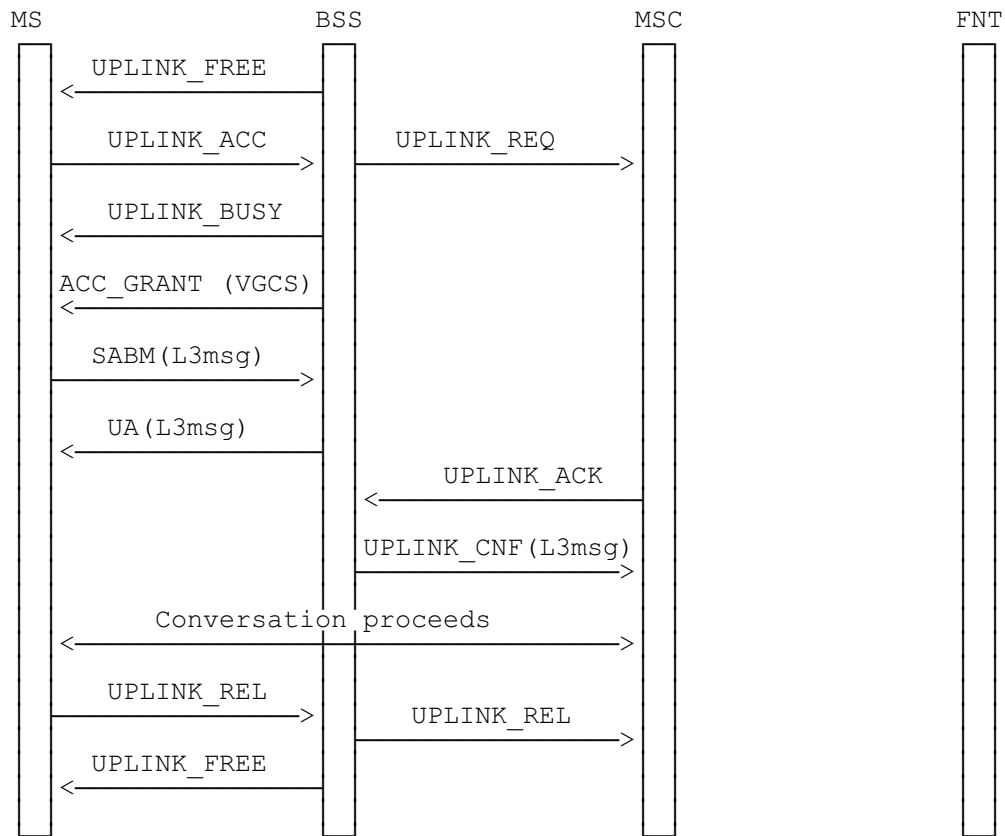 MS BSS MSC FNT
UPLINK_FREE
UPLINK_ACC UPLINK_REQ
UPLINK_BUSY
ACC_GRANT (VGCS)
SABM(L3msg)
UA(L3msg)
UPLINK_ACK
UPLINK_CNF(L3msg)
Conversation proceeds
UPLINK_REL
UPLINK_REL
UPLINK_FREE